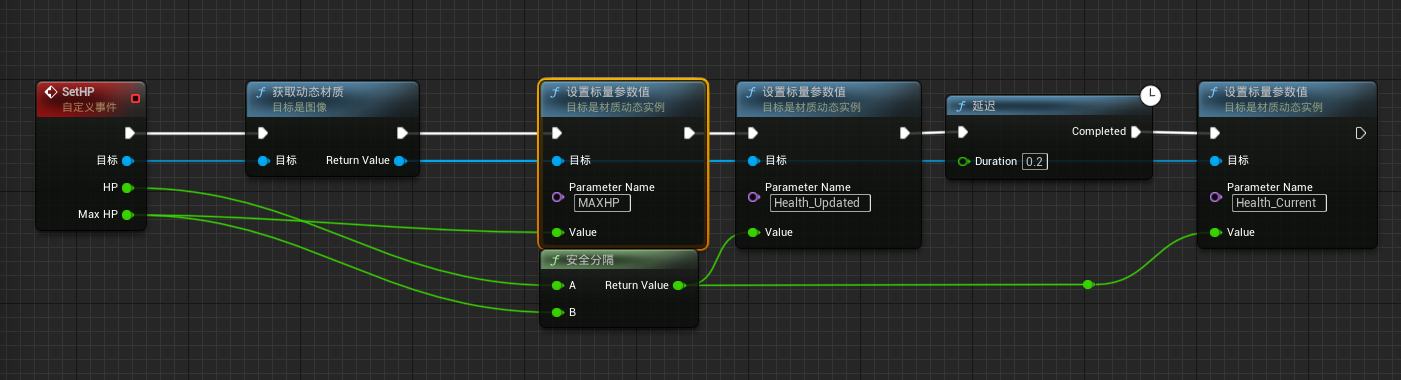 SetHP
自定义事件
目标
HP
Max HP
获取动态材质
目标是图像
目标
Return Value
设置标量参数值
目标是材质动态实例
目标
Parameter Name
MAXHP
Value
安全分隔
A
Return Value
B
设置标量参数值
目标是材质动态实例
目标
Parameter Name
Health_Updated
Value
延迟
Completed
Duration 0.2
设置标量参数值
目标是材质动态实例
目标
Parameter Name
Health_Current
Value